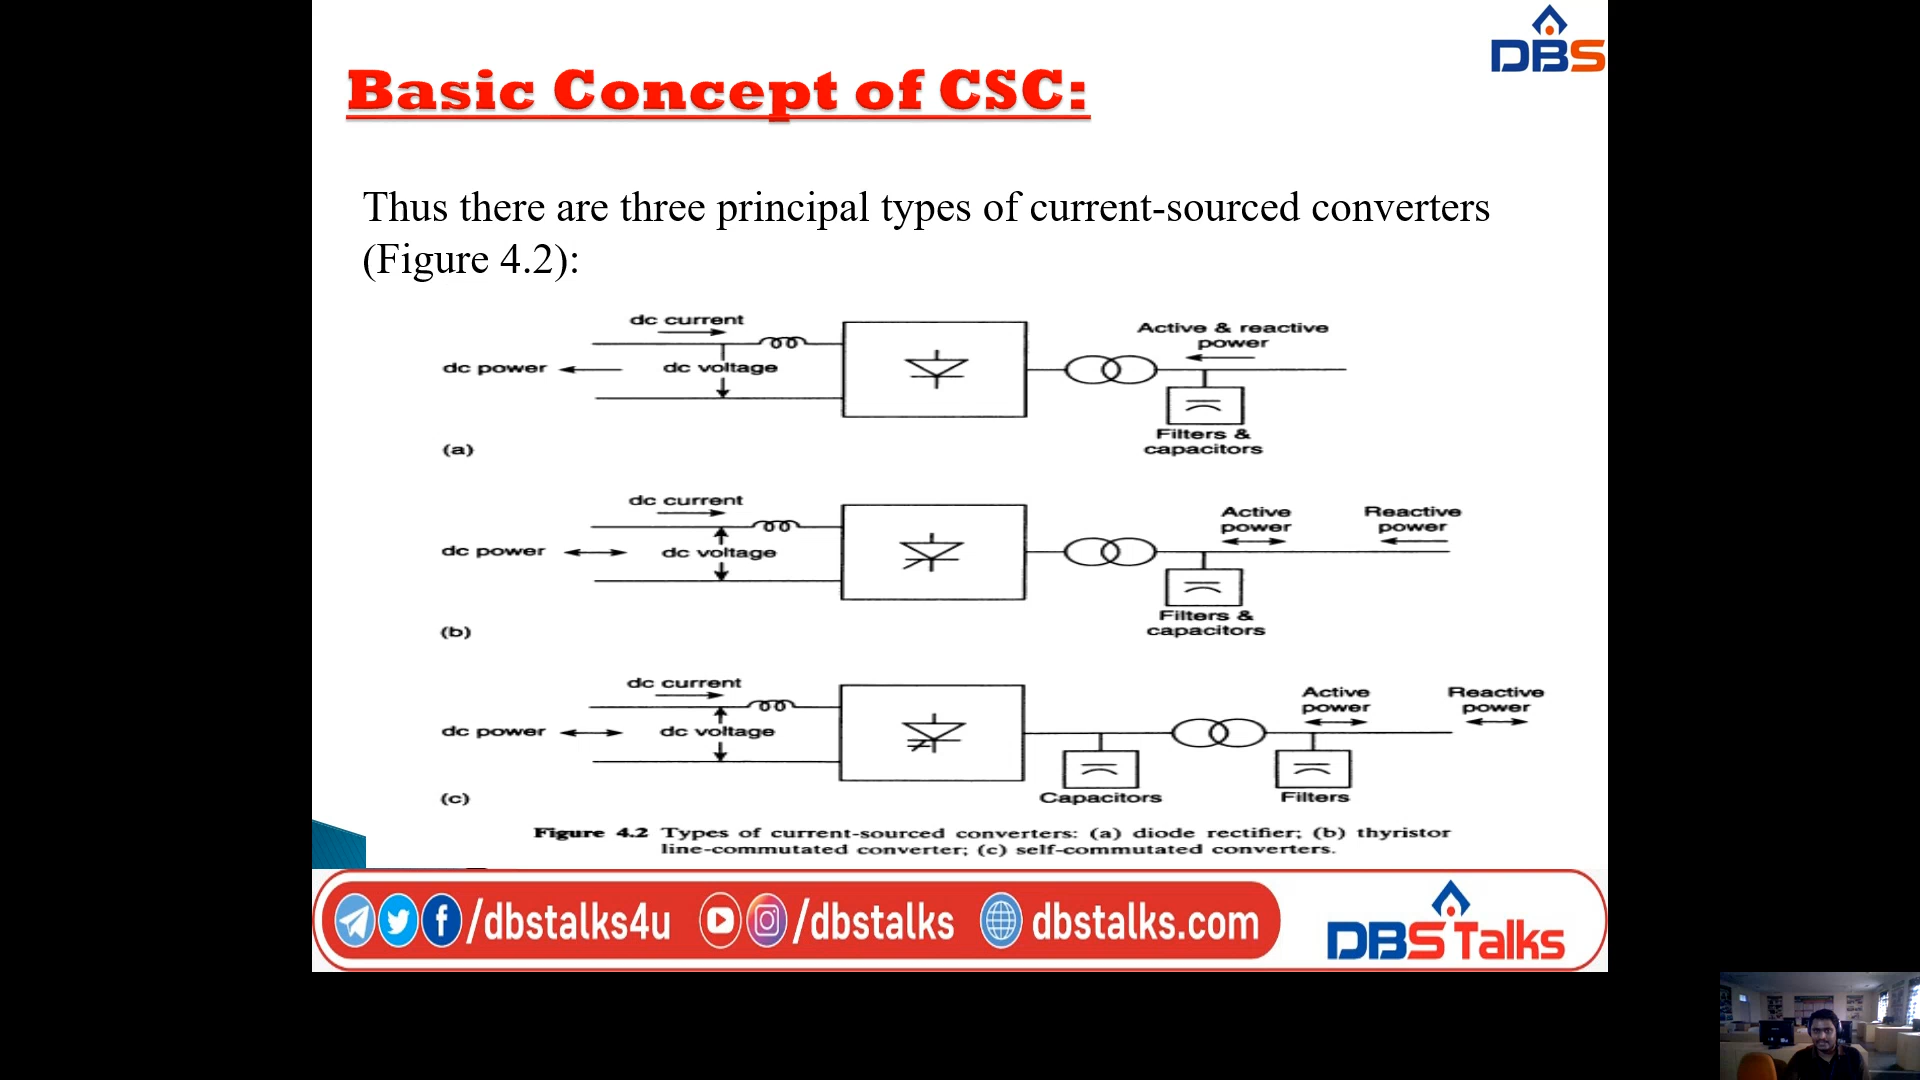 DBS
Basic Concept of CSC:
Thus there are three principal types of current-sourced converters
(Figure 4.2):
dc current
Active & reactive
power
dc power
dc voltage
Filters &
capacitors
(a)
dc current
Active
power
Reactive
power
dc power
dc voltage
Filters &
capacitors
(b)
dc current
Active
power
Reactive
power
dc power
dc voltage
Capacitors
Filters
(c)
Figure 4.2 Types of current-sourced converters: (a) diode rectifier; (b) thyristor
line-commutated converter; (c) self-commutated converters.
/dbstalks4u /dbstalks dbstalks.com
DBS Talks